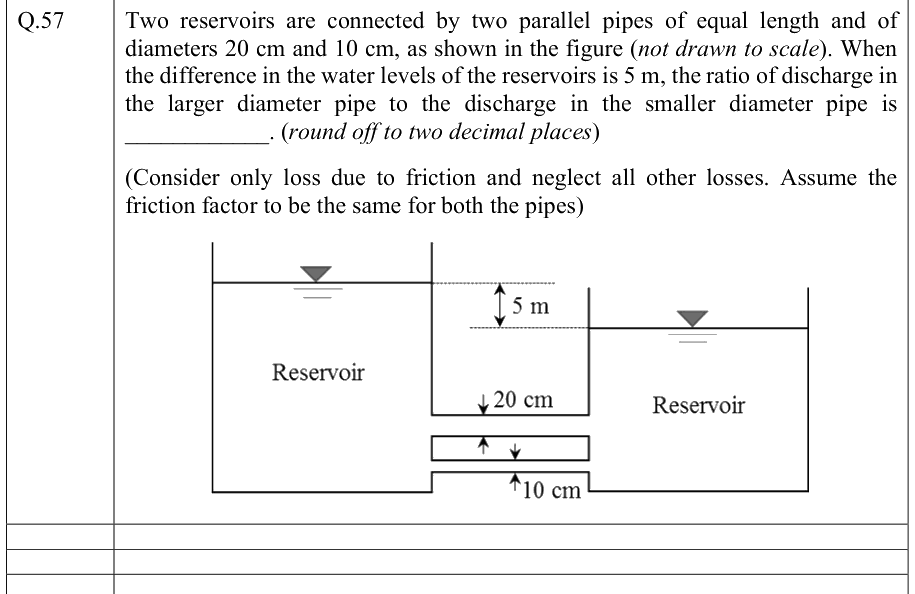 Q.57
Two reservoirs are connected by two parallel pipes of equal length and of
diameters 20 cm and 10 cm, as shown in the figure (not drawn to scale). When
the difference in the water levels of the reservoirs is 5 m, the ratio of discharge in
the larger diameter pipe to the discharge in the smaller diameter pipe is
____________. (round off to two decimal places)
(Consider only loss due to friction and neglect all other losses. Assume the
friction factor to be the same for both the pipes)
5 m
Reservoir
20 cm
Reservoir
10 cm